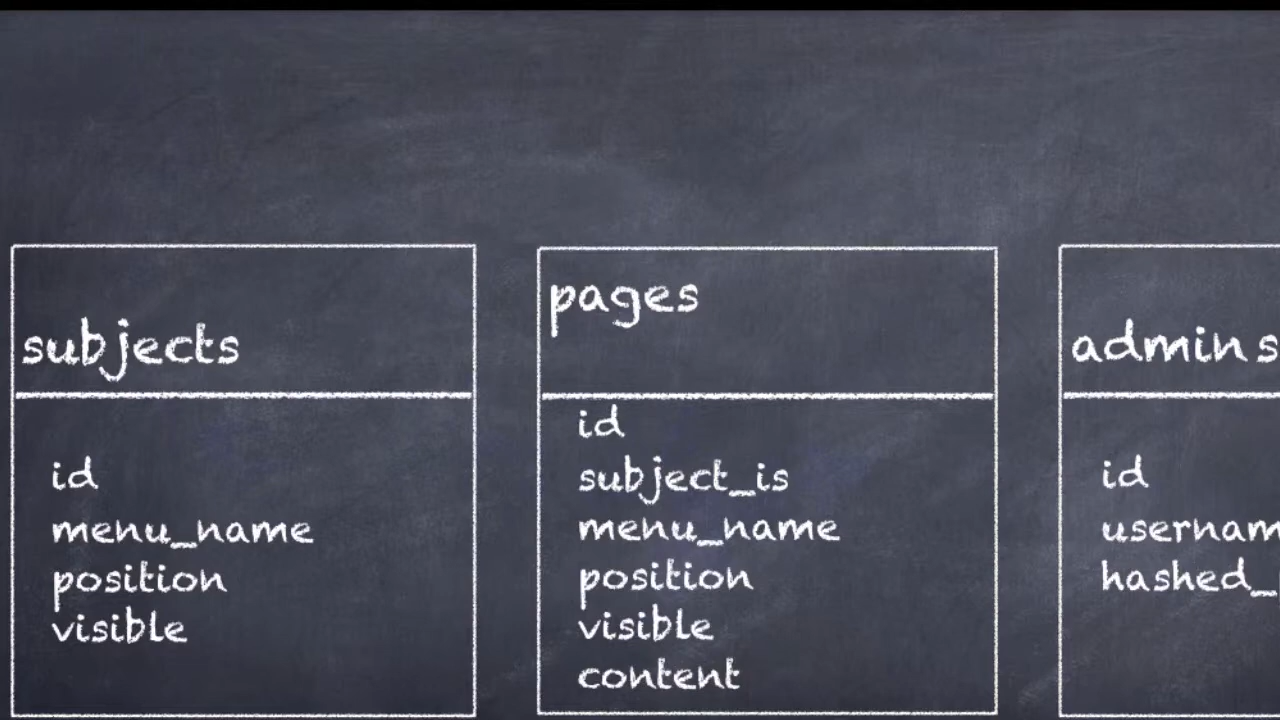 subjects
id
menu_name
position
visible
pages
id
subject_is
menu_name
position
visible
content
admins
id